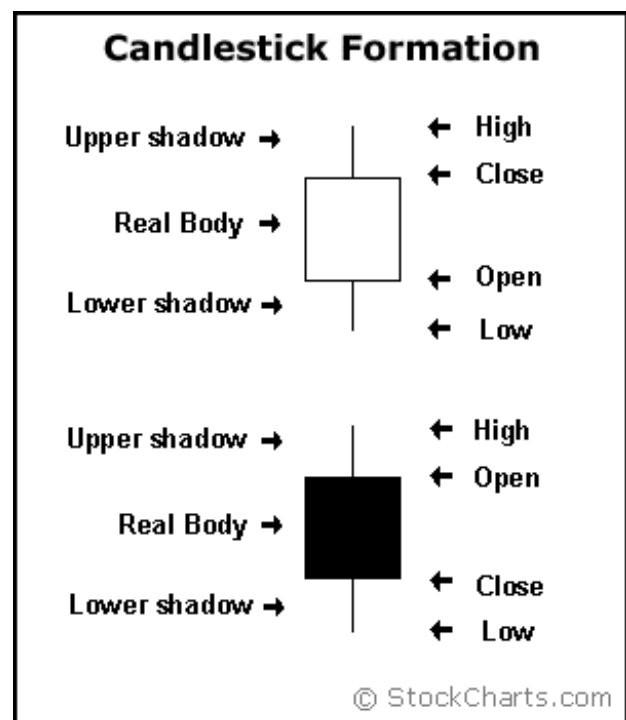 Candlestick Formation
Upper shadow → ← High
← Close
Real Body →
← Open
Lower shadow →
← Low
Upper shadow → ← High
← Open
Real Body →
← Close
Lower shadow →
← Low
© StockCharts.com